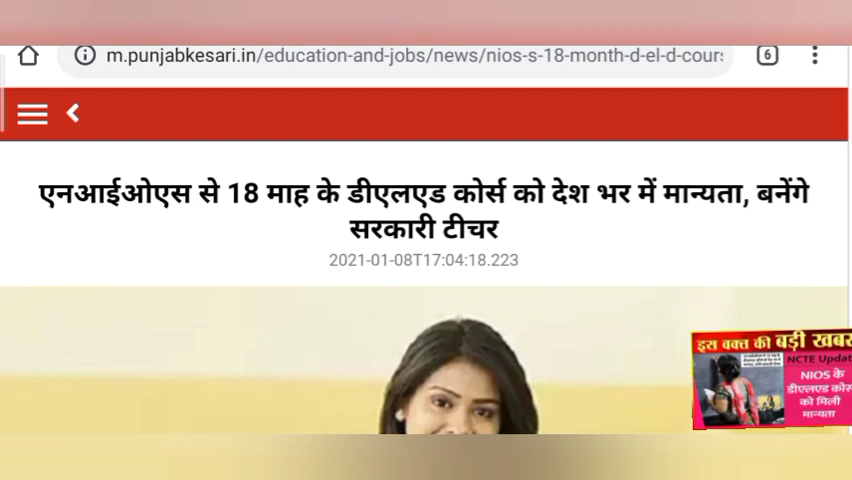 m.punjabkesari.in/education-and-jobs/news/nios-s-18-month-d-el-d-cour
6
एनआईओएस से 18 माह के डीएलएड कोर्स को देश भर में मान्यता, बनेंगे
सरकारी टीचर
2021-01-08T17:04:18.223
इस वक्त की बड़ी खबर
NCTE Updat
NIOS के
डीएलएड कोर्स
को मिली
मान्यता